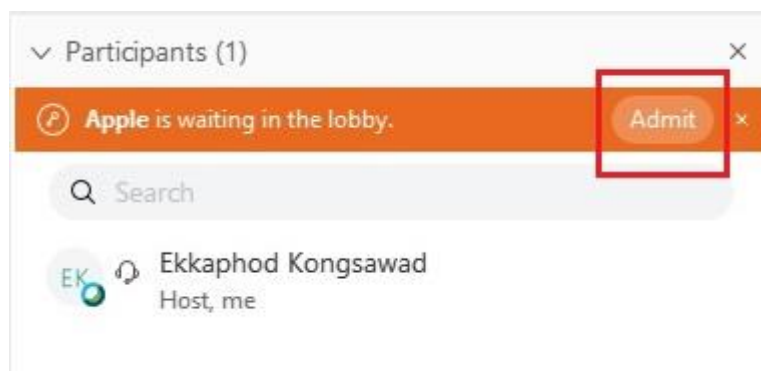 Participants (1)
Apple is waiting in the lobby. Admit
Search
EK Ekkaphod Kongsawad
Host, me